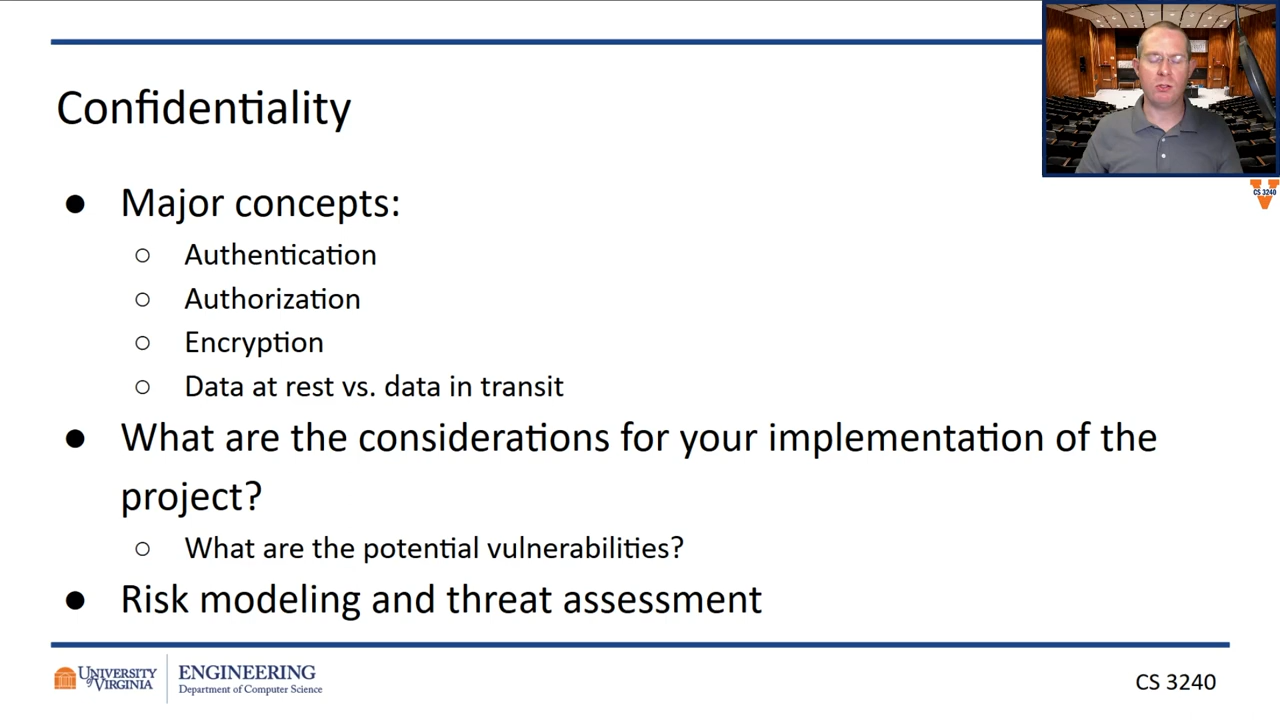 Confidentiality
CS 3240
● Major concepts:
○ Authentication
○ Authorization
○ Encryption
○ Data at rest vs. data in transit
● What are the considerations for your implementation of the
project?
○ What are the potential vulnerabilities?
● Risk modeling and threat assessment
UNIVERSITY
of VIRGINIA
ENGINEERING
Department of Computer Science
CS 3240